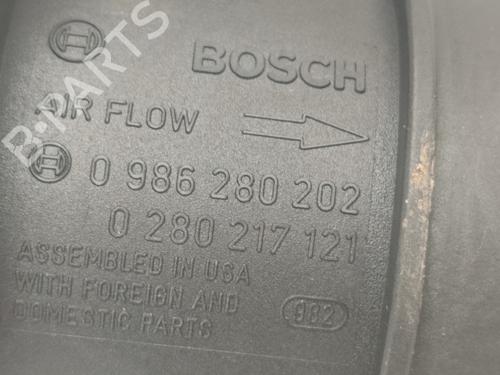 BOSCH
AIR FLOW
0 986 280 202
0 280 217 121
ASSEMBLED IN USA
WITH FOREIGN AND
DOMESTIC PARTS
982
B-PARTS